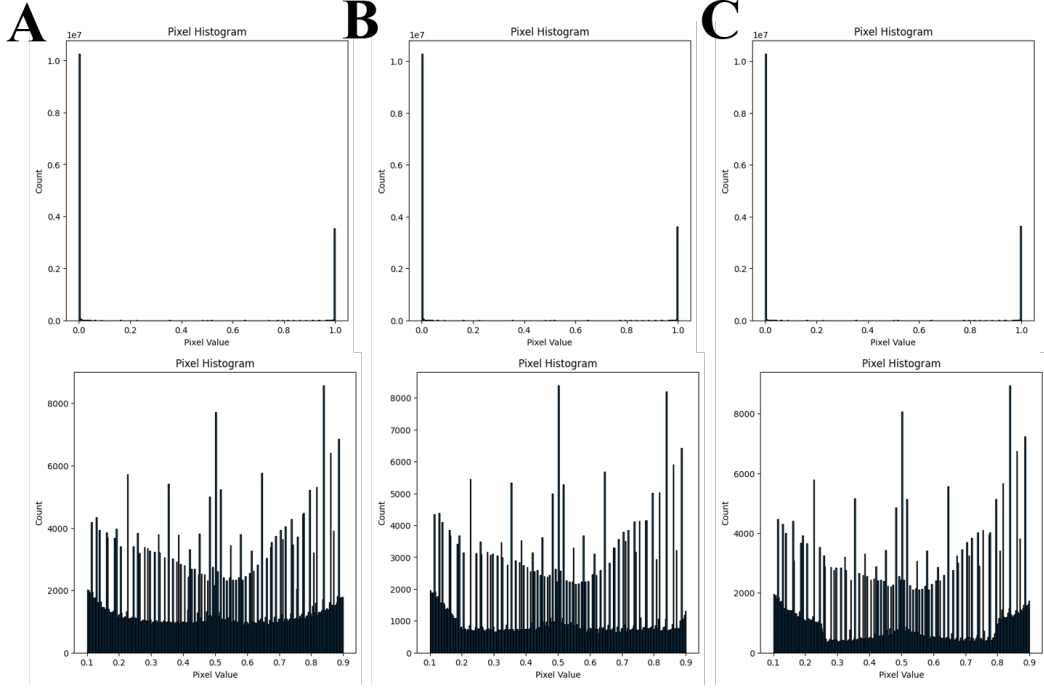 A B C
Pixel Histogram Pixel Histogram Pixel Histogram
1e7 1e7 1e7
1.0 1.0 1.0
0.8 0.8 0.8
0.6 0.6 0.6
Count Count Count
0.4 0.4 0.4
0.2 0.2 0.2
0.0 0.0 0.0
0.0 0.2 0.4 0.6 0.8 1.0 0.0 0.2 0.4 0.6 0.8 1.0 0.0 0.2 0.4 0.6 0.8 1.0
Pixel Value Pixel Value Pixel Value
Pixel Histogram Pixel Histogram Pixel Histogram
8000 8000 8000
7000
6000 6000 6000
5000
Count Count Count
4000 4000 4000
3000
2000 2000 2000
1000
0 0 0
0.1 0.2 0.3 0.4 0.5 0.6 0.7 0.8 0.9 0.1 0.2 0.3 0.4 0.5 0.6 0.7 0.8 0.9 0.1 0.2 0.3 0.4 0.5 0.6 0.7 0.8 0.9
Pixel Value Pixel Value Pixel Value